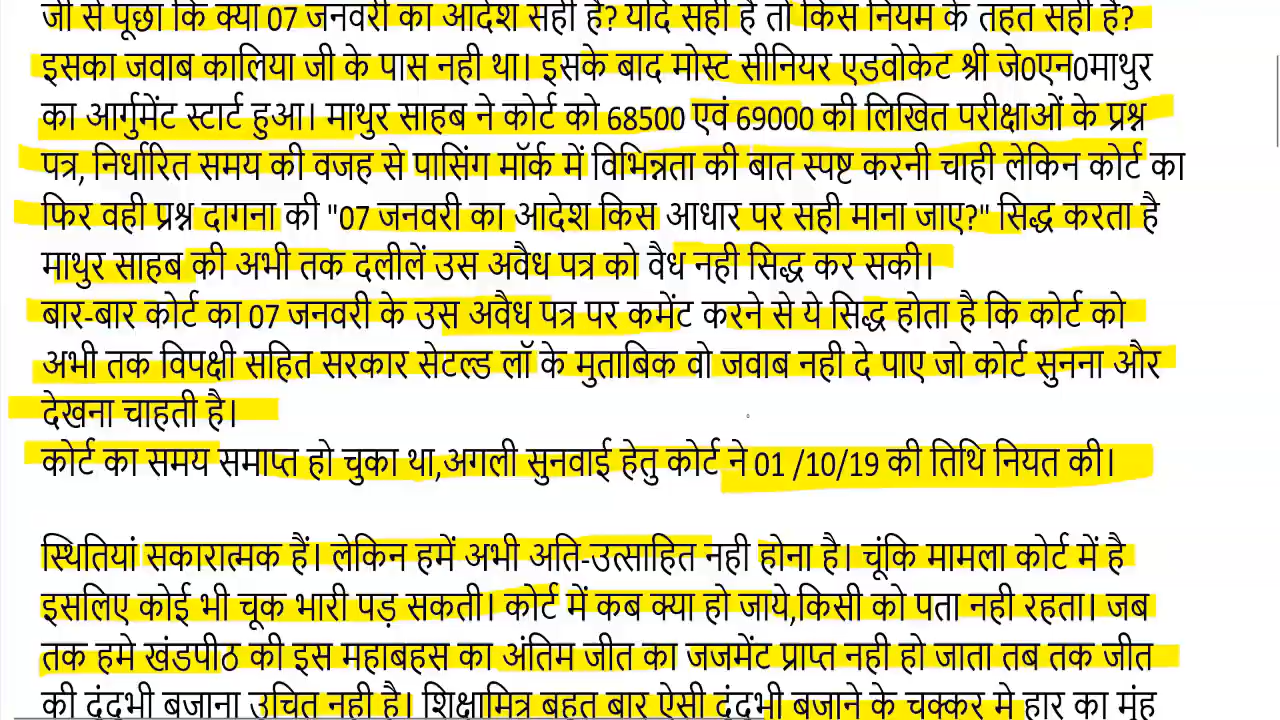 जी से पूछा कि क्या 07 जनवरी का आदेश सही है? यदि सही है तो किस नियम के तहत सही है?
इसका जवाब कालिया जी के पास नही था। इसके बाद मोस्ट सीनियर एडवोकेट श्री जे0एन0माथुर
का आर्गुमेंट स्टार्ट हुआ। माथुर साहब ने कोर्ट को 68500 एवं 69000 की लिखित परीक्षाओं के प्रश्न
पत्र, निर्धारित समय की वजह से पासिंग मॉर्क में विभिन्नता की बात स्पष्ट करनी चाही लेकिन कोर्ट का
फिर वही प्रश्न दागना की "07 जनवरी का आदेश किस आधार पर सही माना जाए?" सिद्ध करता है
माथुर साहब की अभी तक दलीलें उस अवैध पत्र को वैध नही सिद्ध कर सकी।
बार-बार कोर्ट का 07 जनवरी के उस अवैध पत्र पर कमेंट करने से ये सिद्ध होता है कि कोर्ट को
अभी तक विपक्षी सहित सरकार सेटल्ड लॉ के मुताबिक वो जवाब नही दे पाए जो कोर्ट सुनना और
देखना चाहती है।
कोर्ट का समय समाप्त हो चुका था,अगली सुनवाई हेतु कोर्ट ने 01 /10/19 की तिथि नियत की।
स्थितियां सकारात्मक हैं। लेकिन हमें अभी अति-उत्साहित नही होना है। चूंकि मामला कोर्ट में है
इसलिए कोई भी चूक भारी पड़ सकती। कोर्ट में कब क्या हो जाये,किसी को पता नही रहता। जब
तक हमे खंडपीठ की इस महाबहस का अंतिम जीत का जजमेंट प्राप्त नही हो जाता तब तक जीत
की दुंदुभी बजाना उचित नही है। शिक्षामित्र बहुत बार ऐसी दुंदुभी बजाने के चक्कर मे हार का मुंह